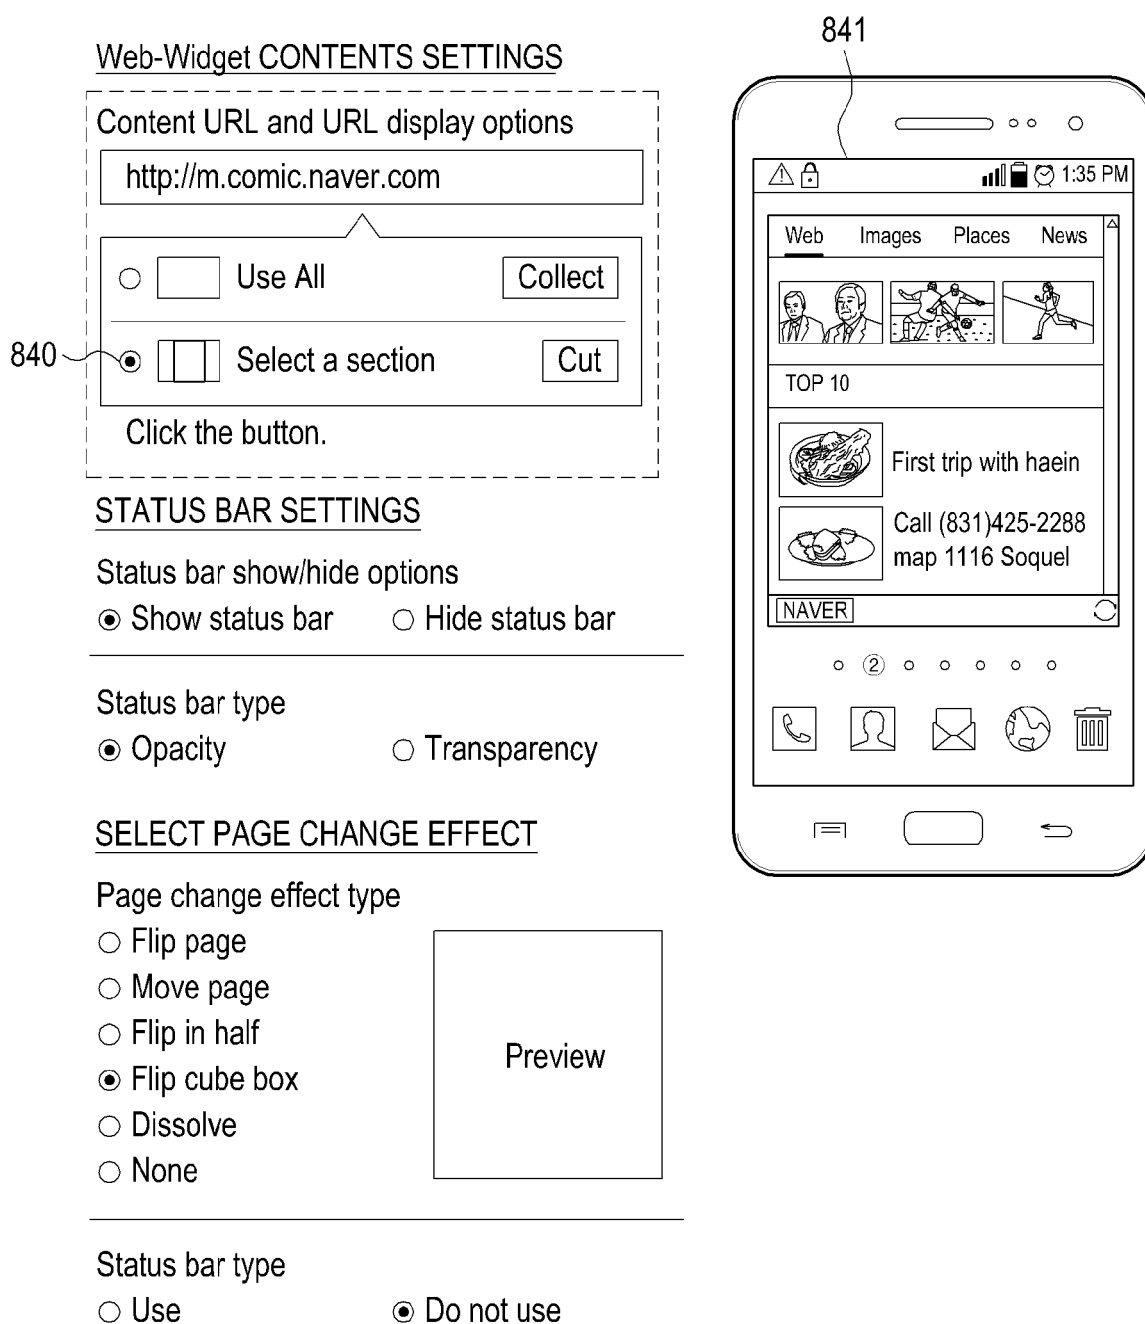 841
Web-Widget CONTENTS SETTINGS
Content URL and URL display options
http://m.comic.naver.com
Use All Collect
840
Select a section Cut
Click the button.
STATUS BAR SETTINGS
Status bar show/hide options
Show status bar Hide status bar
Status bar type
Opacity Transparency
SELECT PAGE CHANGE EFFECT
Page change effect type
Flip page
Move page
Flip in half
Flip cube box
Dissolve
None
Preview
Status bar type
Use Do not use
1:35 PM
Web Images Places News
TOP 10
First trip with haein
Call (831)425-2288
map 1116 Soquel
NAVER
2